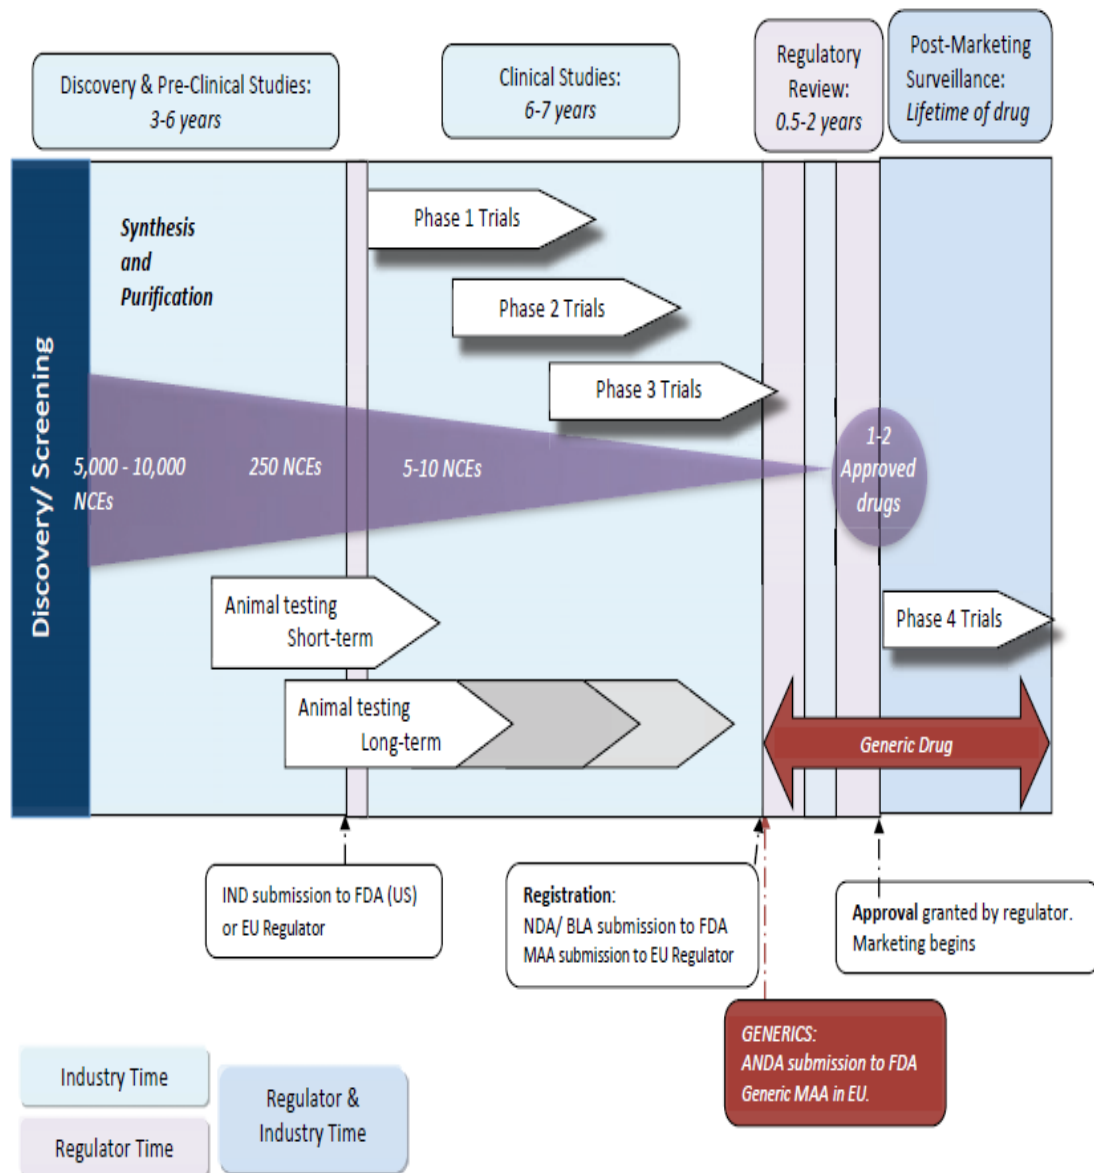 Discovery & Pre-Clinical Studies:
3-6 years
Clinical Studies:
6-7 years
Regulatory
Review:
0.5-2 years
Post-Marketing
Surveillance:
Lifetime of drug
Discovery/ Screening
Synthesis
and
Purification
Phase 1 Trials
Phase 2 Trials
Phase 3 Trials
5,000 - 10,000
NCEs
250 NCEs
5-10 NCEs
1-2
Approved
drugs
Animal testing
Short-term
Phase 4 Trials
Animal testing
Long-term
Generic Drug
IND submission to FDA (US)
or EU Regulator
Registration:
NDA/ BLA submission to FDA
MAA submission to EU Regulator
Approval granted by regulator.
Marketing begins
GENERICS:
ANDA submission to FDA
Generic MAA in EU.
Industry Time
Regulator Time
Regulator &
Industry Time